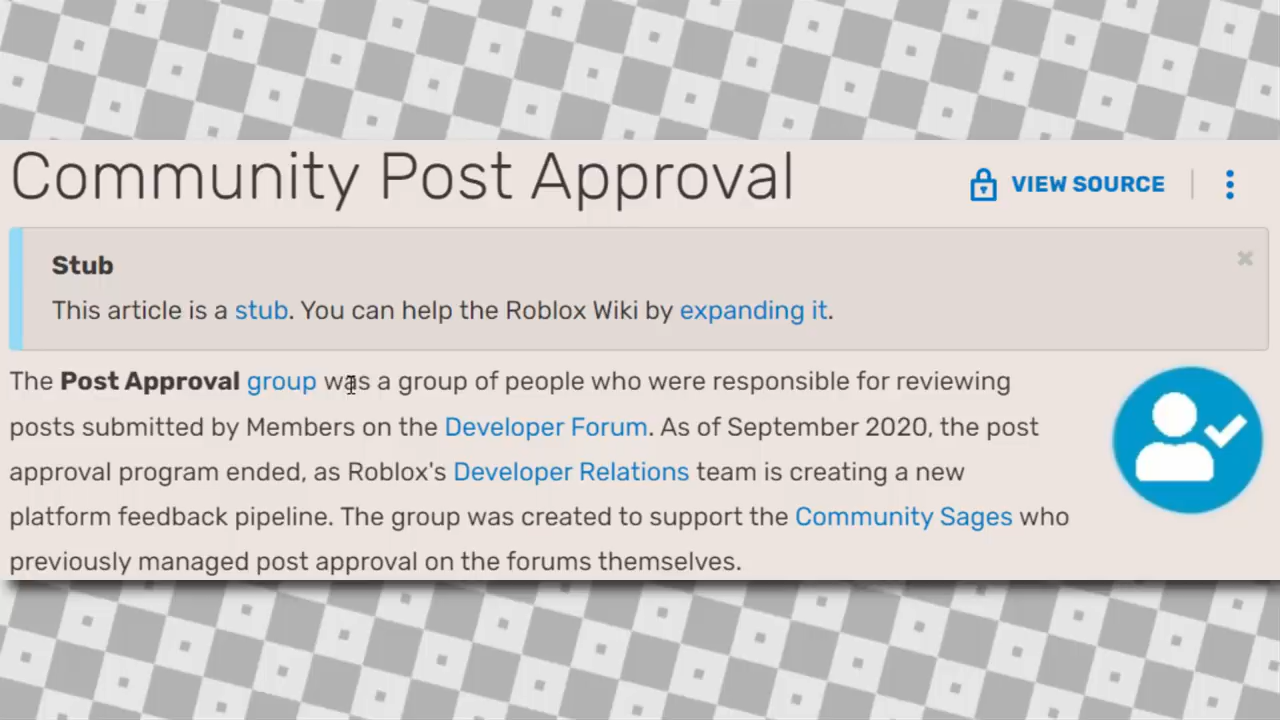 Community Post Approval
VIEW SOURCE
Stub
This article is a stub. You can help the Roblox Wiki by expanding it.
The Post Approval group was a group of people who were responsible for reviewing
posts submitted by Members on the Developer Forum. As of September 2020, the post
approval program ended, as Roblox's Developer Relations team is creating a new
platform feedback pipeline. The group was created to support the Community Sages who
previously managed post approval on the forums themselves.